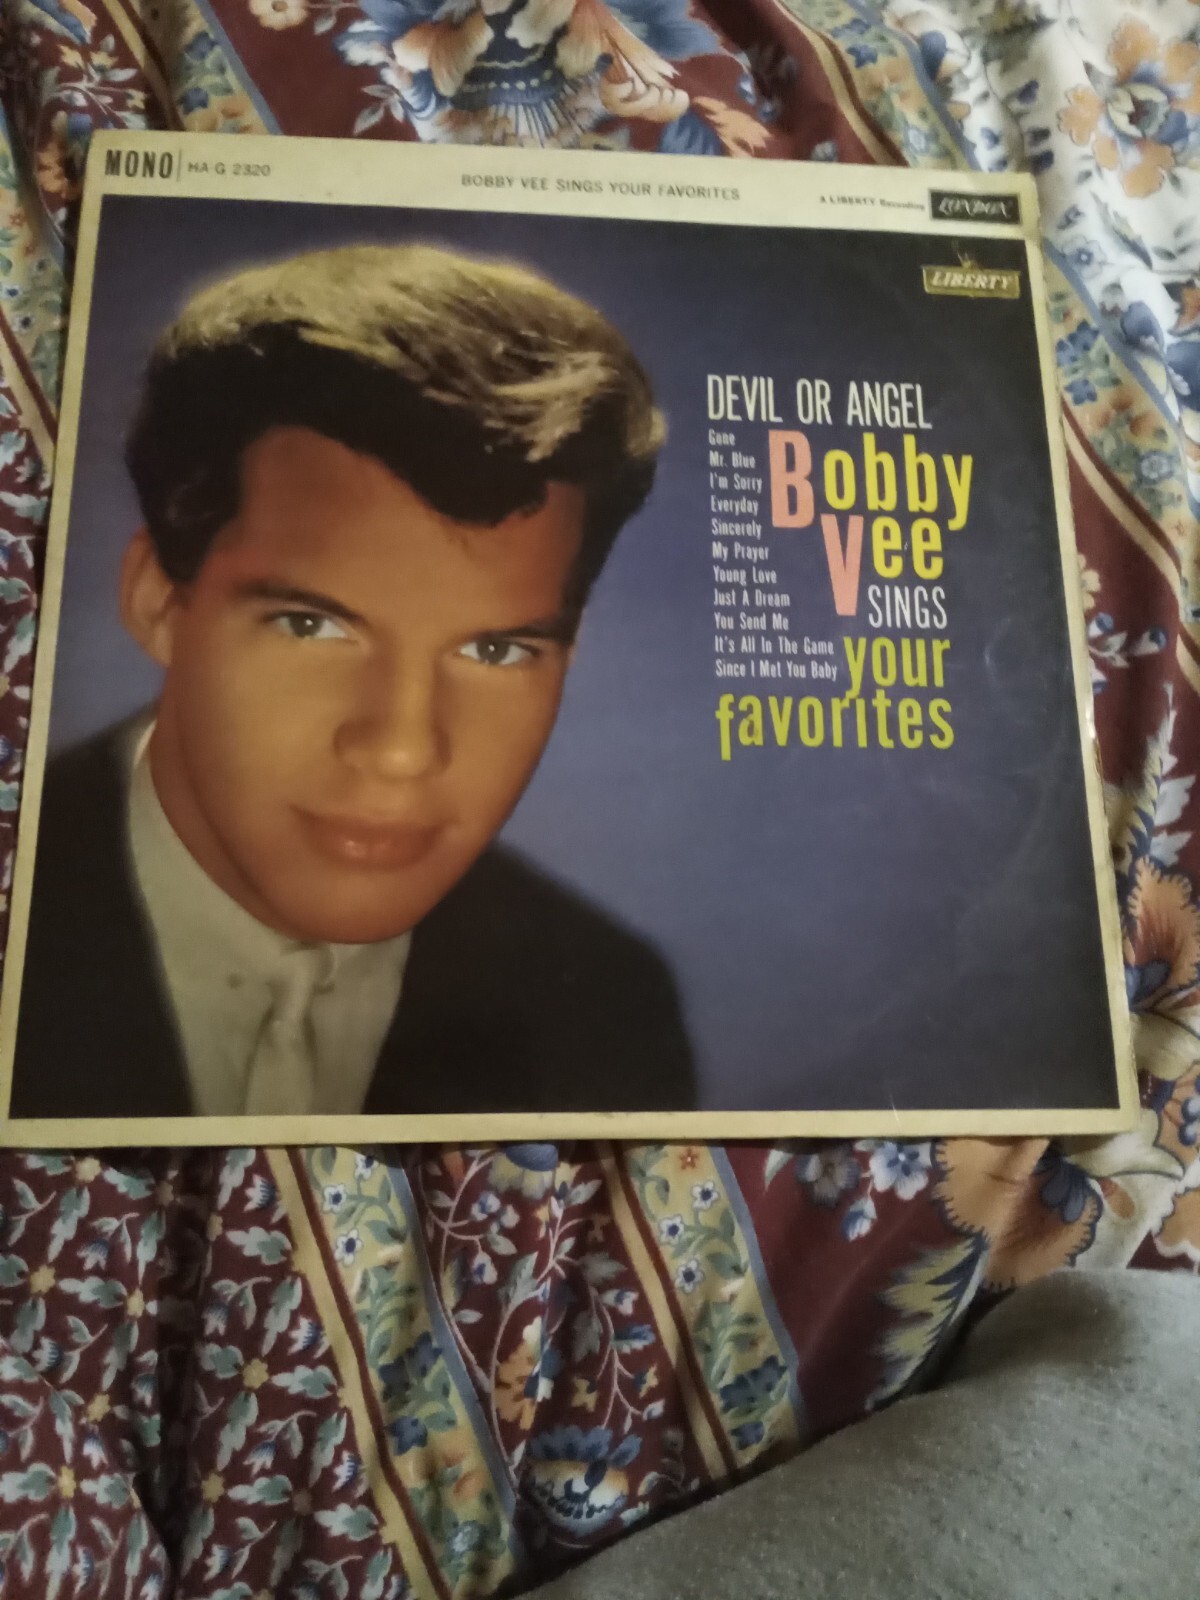 MONO HA-G 2320
BOBBY VEE SINGS YOUR FAVORITES
A LIBERTY Recording LONDON
LIBERTY
DEVIL OR ANGEL
Gone
Mr. Blue
I'm Sorry
Everyday
Sincerely
My Prayer
Young Love
Just A Dream
You Send Me
It's All In The Game
Since I Met You Baby
Bobby
Vee
SINGS
your
favorites